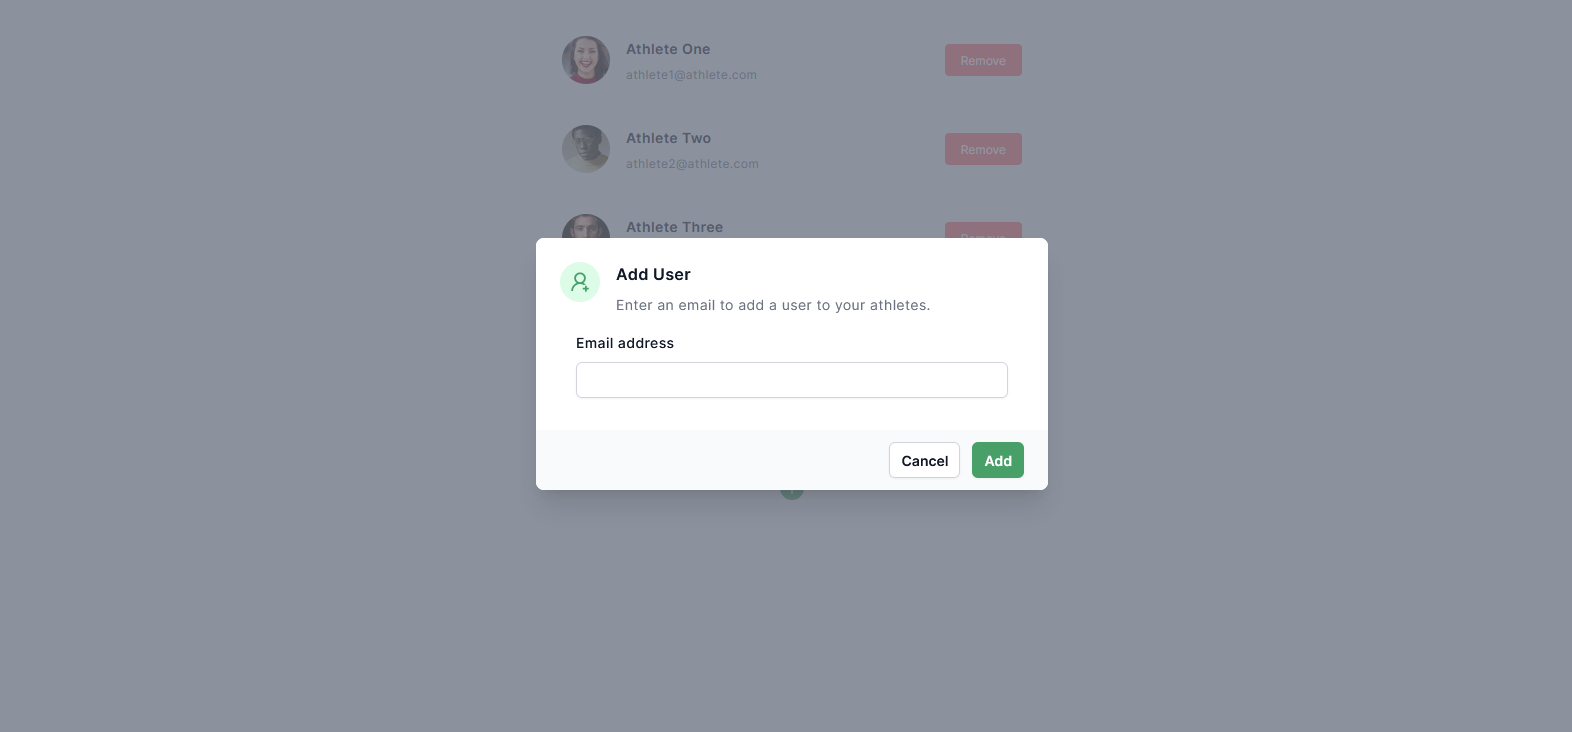 Athlete One
athlete1@athlete.com
Remove
Athlete Two
athlete2@athlete.com
Remove
Athlete Three
Remove
Add User
Enter an email to add a user to your athletes.
Email address
Cancel
Add